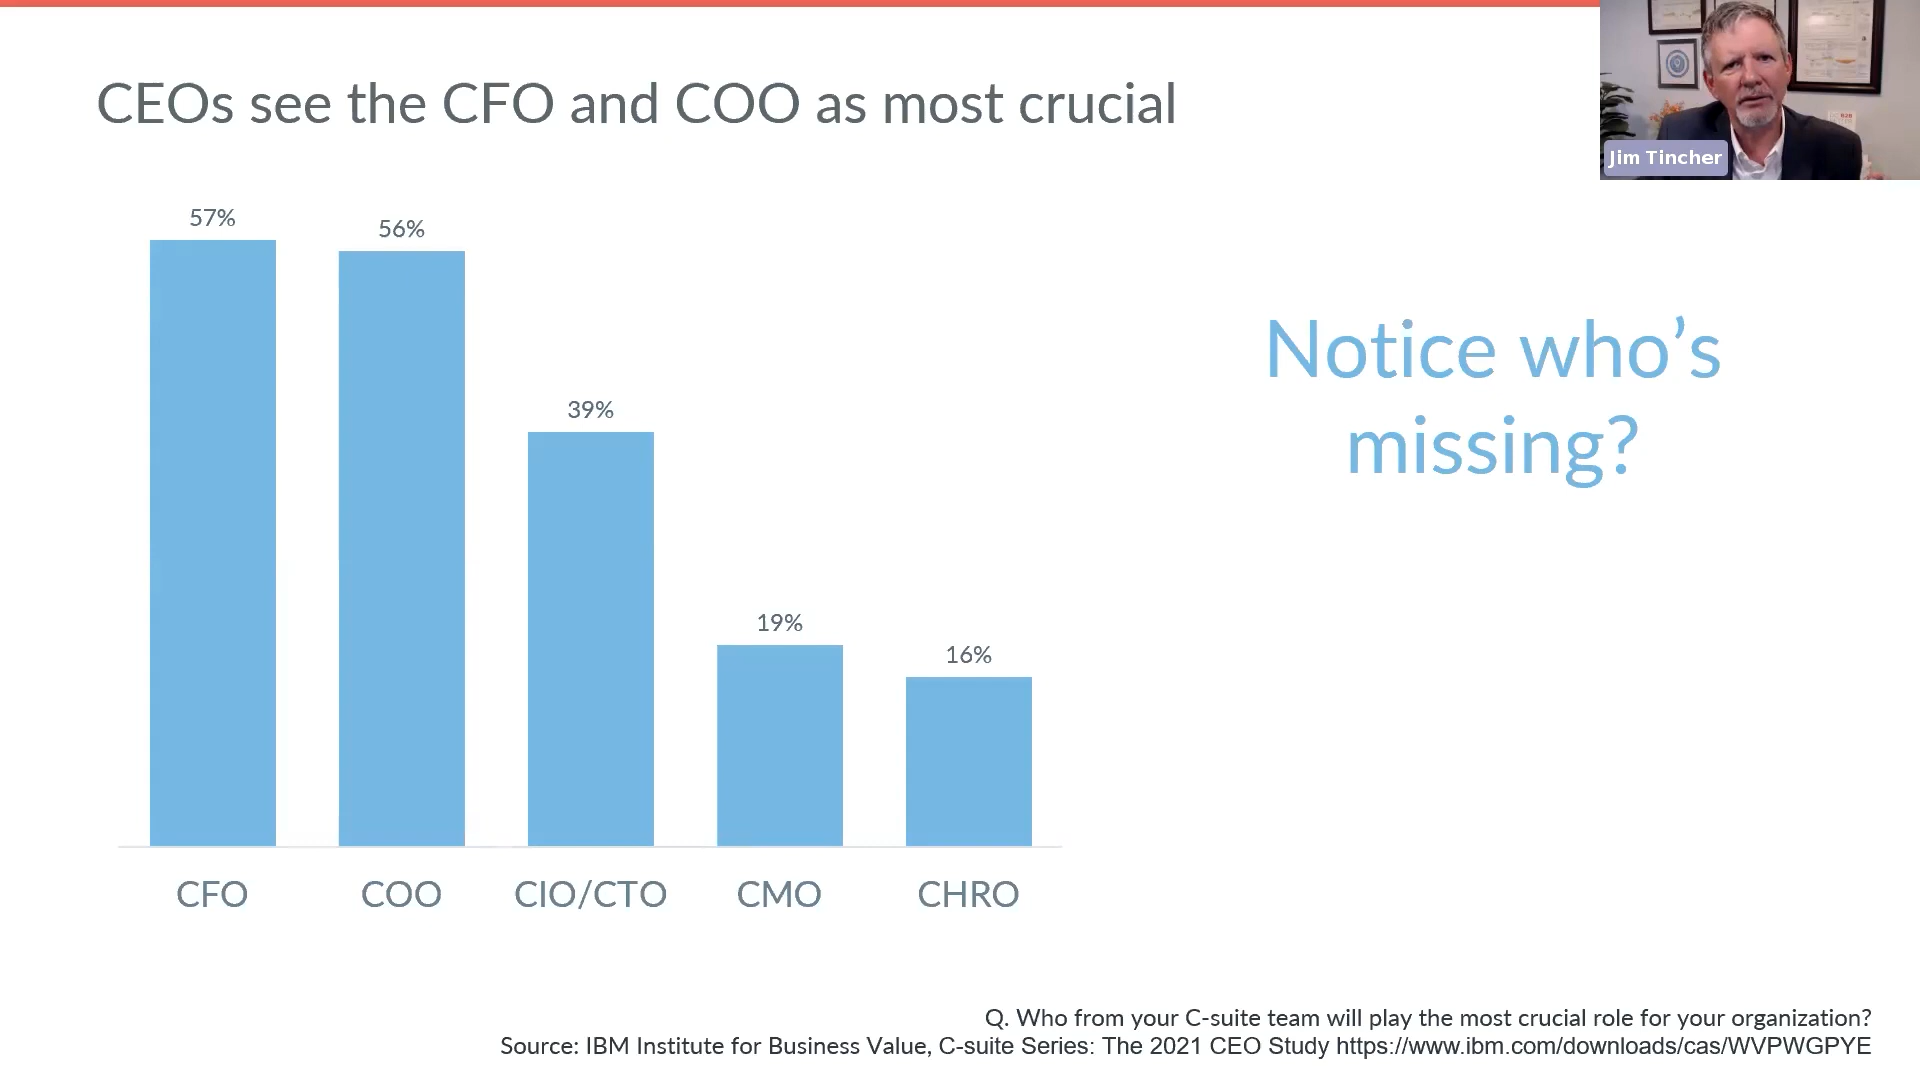 CEOs see the CFO and COO as most crucial
Jim Tincher
57%
56%
39%
19%
16%
CFO
COO
CIO/CTO
CMO
CHRO
Notice who’s
missing?
Q. Who from your C-suite team will play the most crucial role for your organization?
Source: IBM Institute for Business Value, C-suite Series: The 2021 CEO Study https://www.ibm.com/downloads/cas/WVPWGPYE